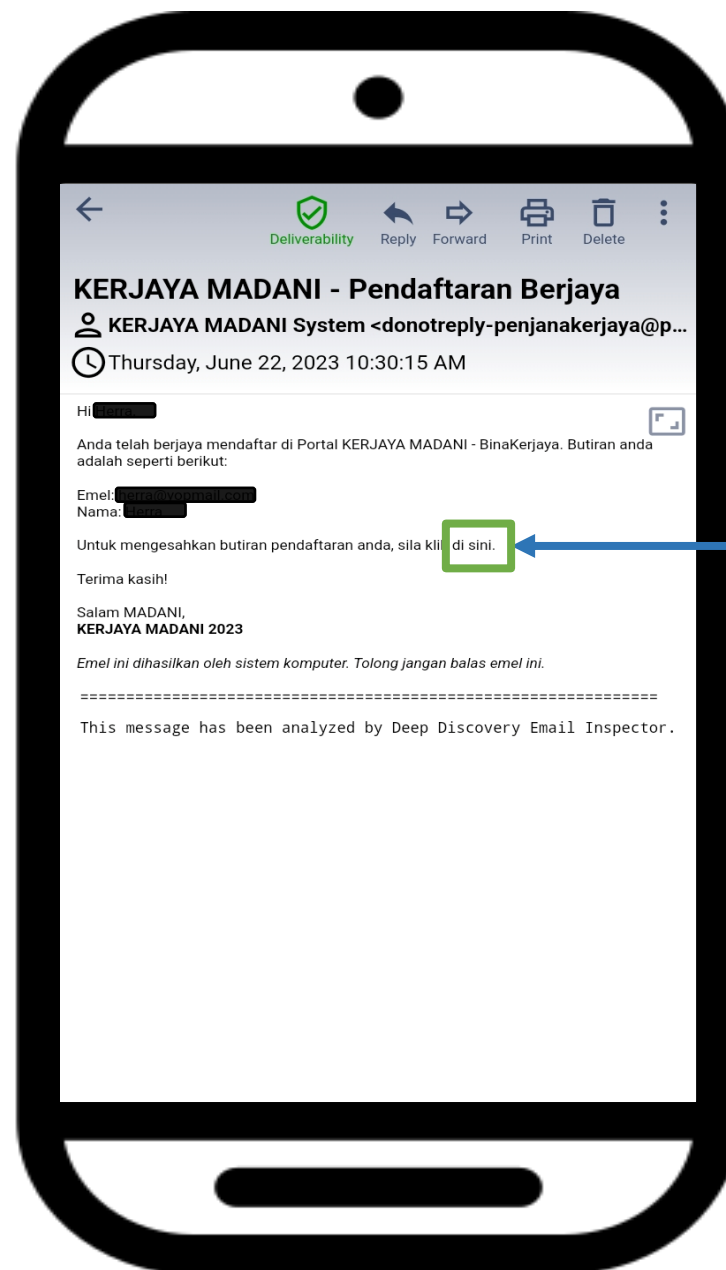 Deliverability Reply Forward Print Delete
KERJAYA MADANI - Pendaftaran Berjaya
KERJAYA MADANI System <donotreply-penjanakerjaya@p...
Thursday, June 22, 2023 10:30:15 AM
Hi
Anda telah berjaya mendaftar di Portal KERJAYA MADANI - BinaKerjaya. Butiran anda
adalah seperti berikut:
Emel:
Nama:
Untuk mengesahkan butiran pendaftaran anda, sila klik di sini.
Terima kasih!
Salam MADANI,
KERJAYA MADANI 2023
Emel ini dihasilkan oleh sistem komputer. Tolong jangan balas emel ini.
===============================================================
This message has been analyzed by Deep Discovery Email Inspector.